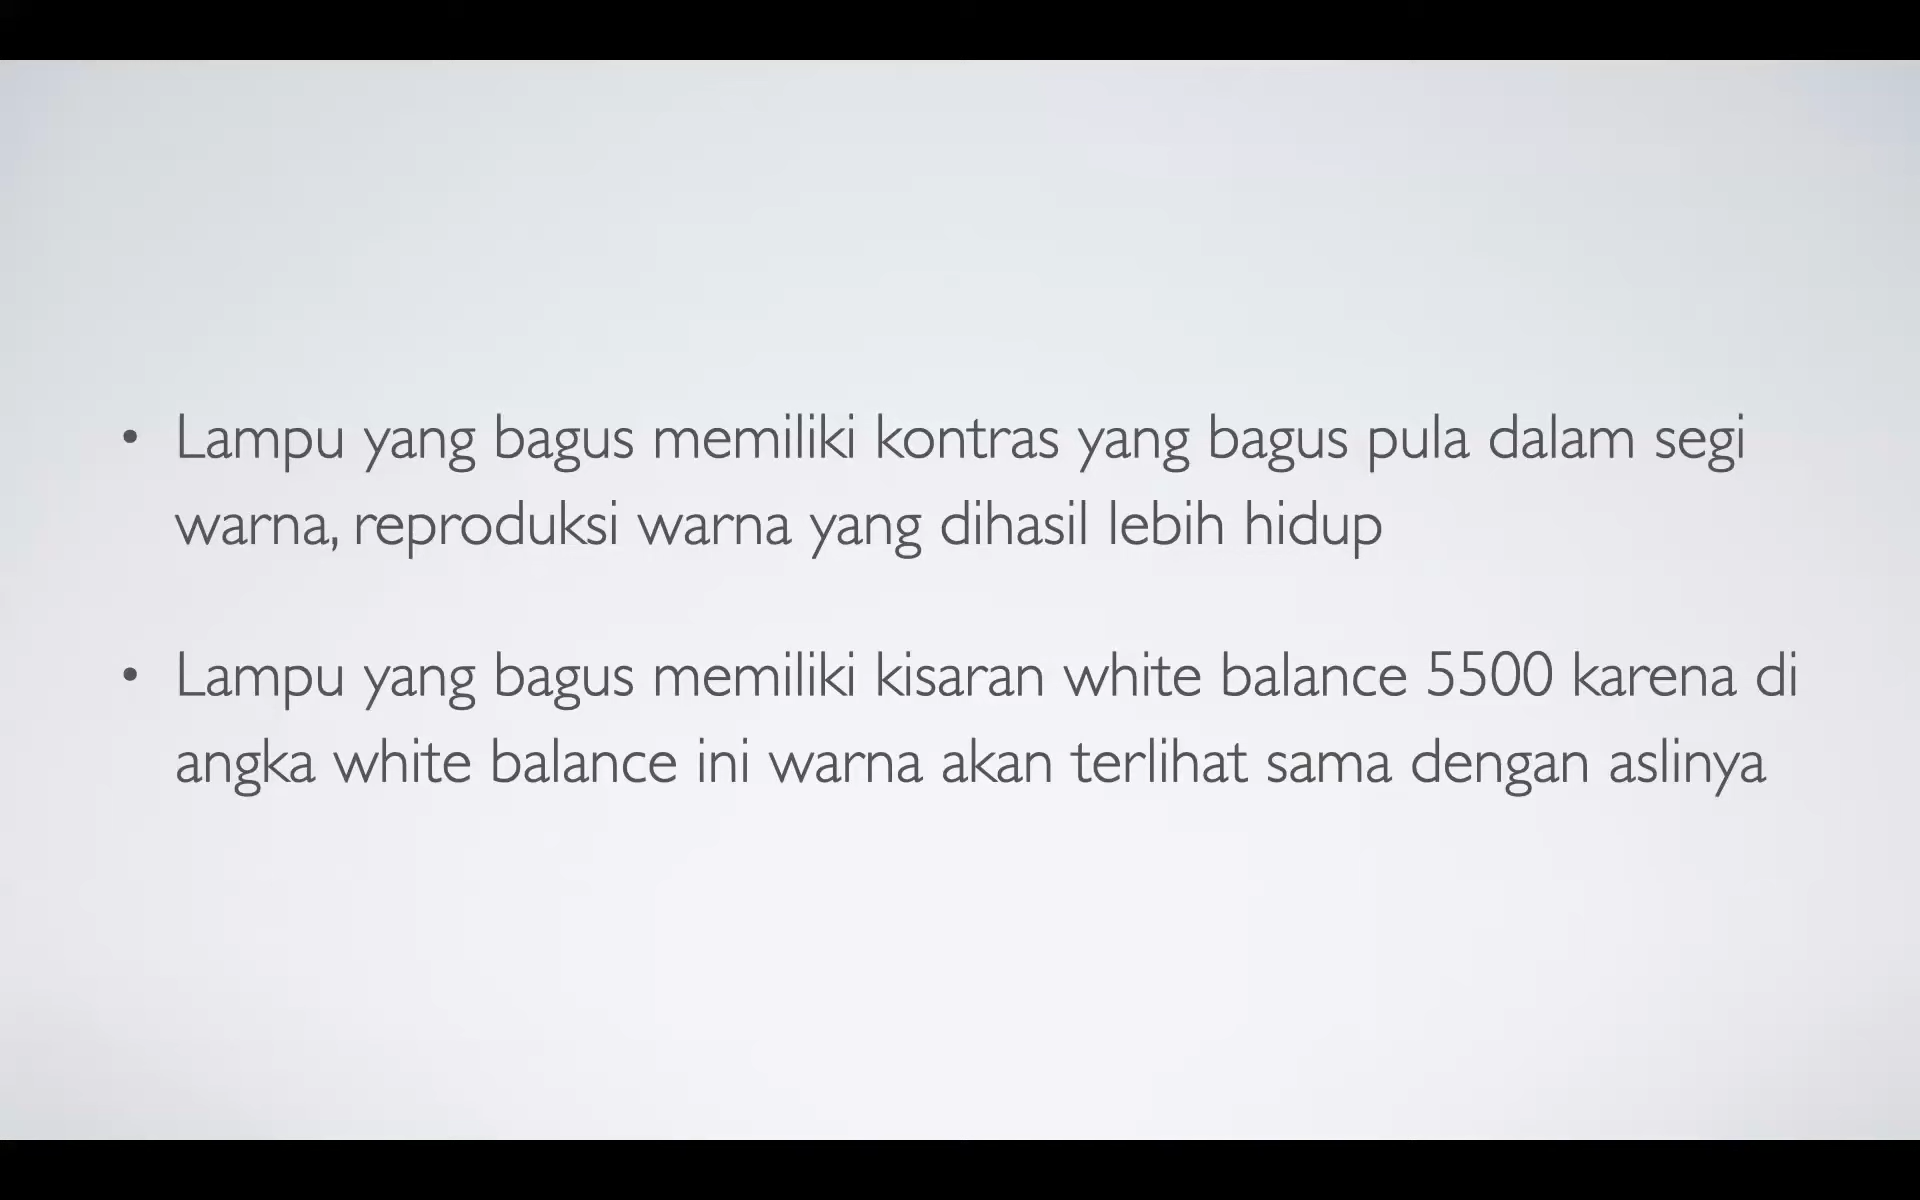 • Lampu yang bagus memiliki kontras yang bagus pula dalam segi
warna, reproduksi warna yang dihasil lebih hidup
• Lampu yang bagus memiliki kisaran white balance 5500 karena di
angka white balance ini warna akan terlihat sama dengan aslinya